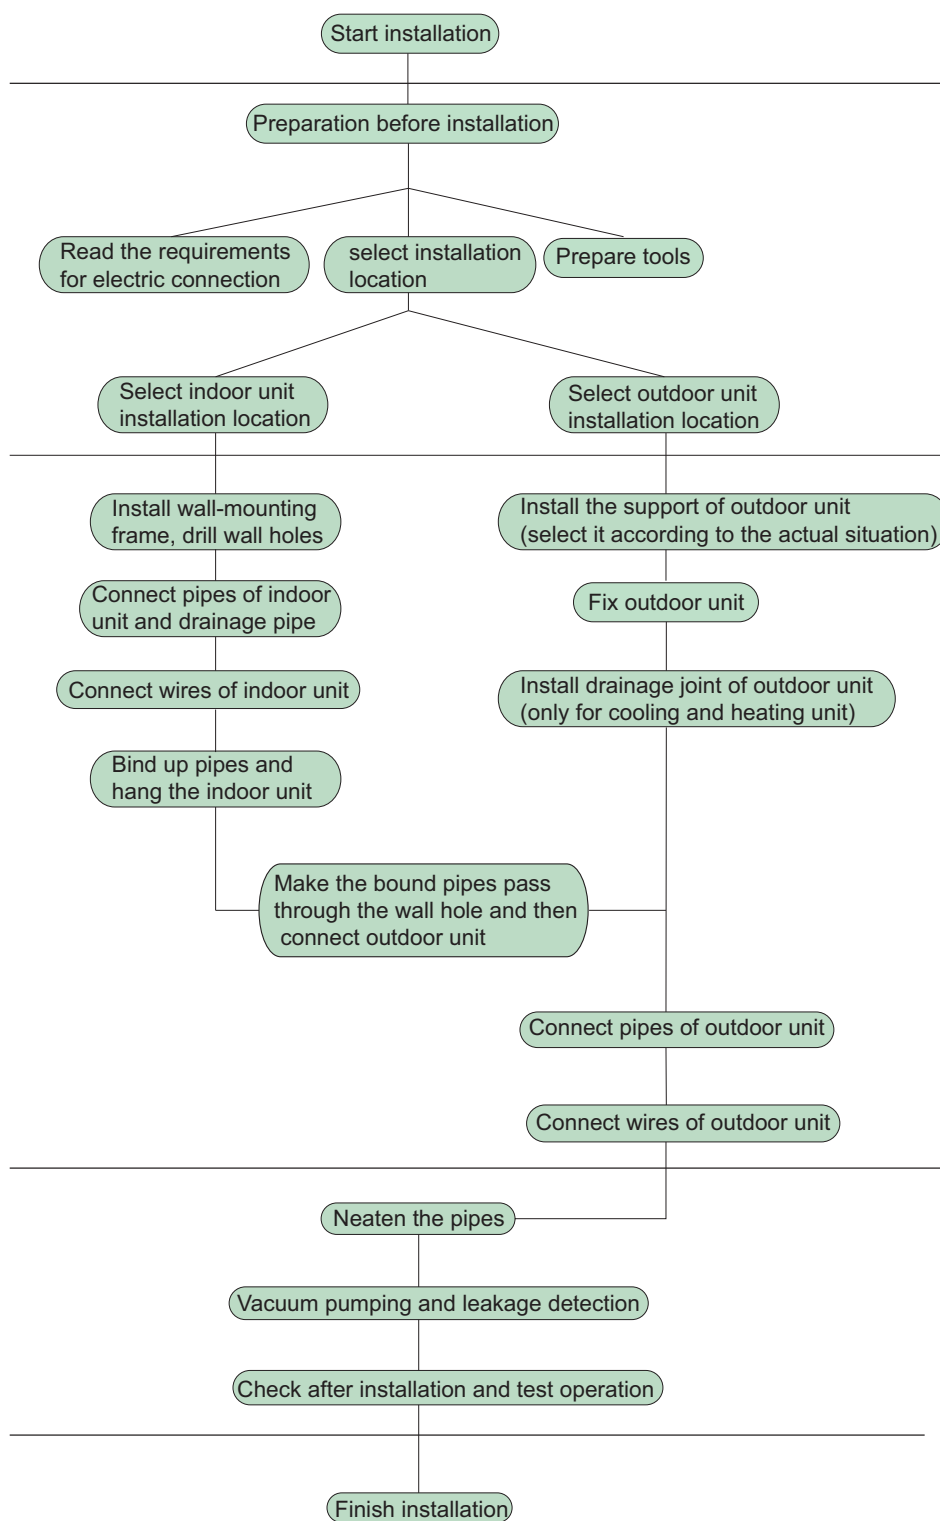 Start installation
Preparation before installation
Read the requirements
for electric connection
select installation
location
Prepare tools
Select indoor unit
installation location
Select outdoor unit
installation location
Install wall-mounting
frame, drill wall holes
Install the support of outdoor unit
(select it according to the actual situation)
Connect pipes of indoor
unit and drainage pipe
Fix outdoor unit
Connect wires of indoor unit
Install drainage joint of outdoor unit
(only for cooling and heating unit)
Bind up pipes and
hang the indoor unit
Make the bound pipes pass
through the wall hole and then
connect outdoor unit
Connect pipes of outdoor unit
Connect wires of outdoor unit
Neaten the pipes
Vacuum pumping and leakage detection
Check after installation and test operation
Finish installation